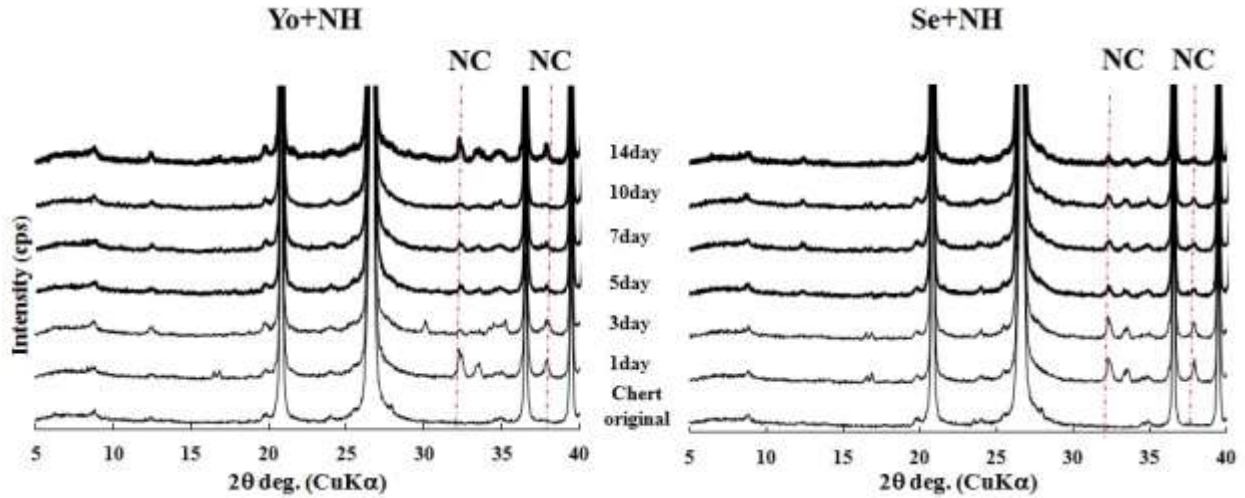 Yo+NH
Se+NH
NC NC
NC NC
14day
10day
7day
5day
3day
1day
Chert
original
Intensity (cps)
5 10 15 20 25 30 35 40
5 10 15 20 25 30 35 40
2θ deg. (CuKα)
2θ deg. (CuKα)